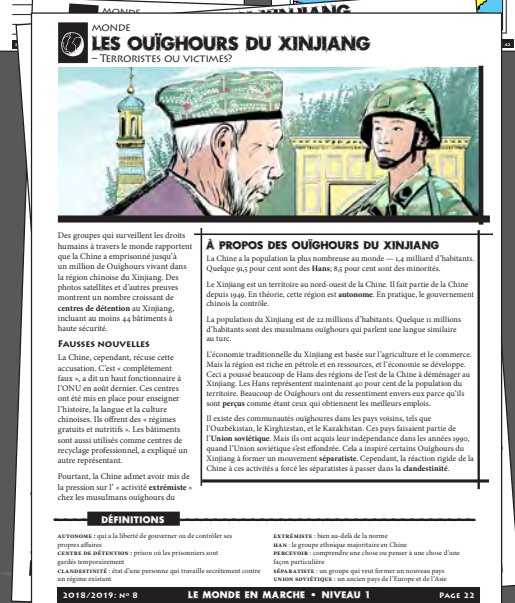 MONDE
MONDE
LES OUÏGHOURS DU XINJIANG
– TERRORISTES OU VICTIMES?
Des groupes qui surveillent les droits
humains à travers le monde rapportent
que la Chine a emprisonné jusqu'à
un million de Ouïghours vivant dans
la région chinoise du Xinjiang. Des
photos satellites et d'autres preuves
montrent un nombre croissant de
centres de détention au Xinjiang,
incluant au moins 44 bâtiments à
haute sécurité.
FAUSSES NOUVELLES
La Chine, cependant, récuse cette
accusation. C'est « complètement
faux », a dit un haut fonctionnaire à
l'ONU en août dernier. Ces centres
ont été mis en place pour enseigner
l'histoire, la langue et la culture
chinoises. Ils offrent des « régimes
gratuits et nutritifs ». Les bâtiments
sont aussi utilisés comme centres de
recyclage professionnel, a expliqué un
autre représentant.
Pourtant, la Chine admet avoir mis de
la pression sur l' « activité extrémiste »
chez les musulmans ouïghours du
À PROPOS DES OUÏGHOURS DU XINJIANG
La Chine a la population la plus nombreuse au monde — 1,4 milliard d'habitants.
Quelque 91,5 pour cent sont des Hans; 8,5 pour cent sont des minorités.
Le Xinjiang est un territoire au nord-ouest de la Chine. Il fait partie de la Chine
depuis 1949. En théorie, cette région est autonome. En pratique, le gouvernement
chinois la contrôle.
La population du Xinjiang est de 22 millions d'habitants. Quelque 11 millions
d'habitants sont des musulmans ouïghours qui parlent une langue similaire
au turc.
L'économie traditionnelle du Xinjiang est basée sur l'agriculture et le commerce.
Mais la région est riche en pétrole et en ressources, et l'économie se développe.
Ceci a poussé beaucoup de Hans des régions de l'est de la Chine à déménager au
Xinjiang. Les Hans représentent maintenant 40 pour cent de la population du
territoire. Beaucoup de Ouïghours ont du ressentiment envers eux parce qu'ils
sont perçus comme étant ceux qui obtiennent les meilleurs emplois.
Il existe des communautés ouïghoures dans les pays voisins, tels que
l'Ouzbékistan, le Kirghizstan, et le Kazakhstan. Ces pays faisaient partie de
l'Union soviétique. Mais ils ont acquis leur indépendance dans les années 1990,
quand l'Union soviétique s'est effondrée. Cela a inspiré certains Ouïghours du
Xinjiang à former un mouvement séparatiste. Cependant, la réaction rigide de la
Chine à ces activités a forcé les séparatistes à passer dans la clandestinité.
DÉFINITIONS
AUTONOME : qui a la liberté de gouverner ou de contrôler ses
propres affaires
CENTRE DE DÉTENTION : prison où les prisonniers sont
gardés temporairement
CLANDESTINITÉ : état d'une personne qui travaille secrètement contre
un régime existant
EXTRÉMISTE : bien au-delà de la norme
HAN : le groupe ethnique majoritaire en Chine
PERCEVOIR : comprendre une chose ou penser à une chose d'une
façon particulière
SÉPARATISTE : un groupe qui veut former un nouveau pays
UNION SOVIÉTIQUE : un ancien pays de l'Europe et de l'Asie
2018/2019: Nº 8
LE MONDE EN MARCHE • NIVEAU 1
PAGE 22